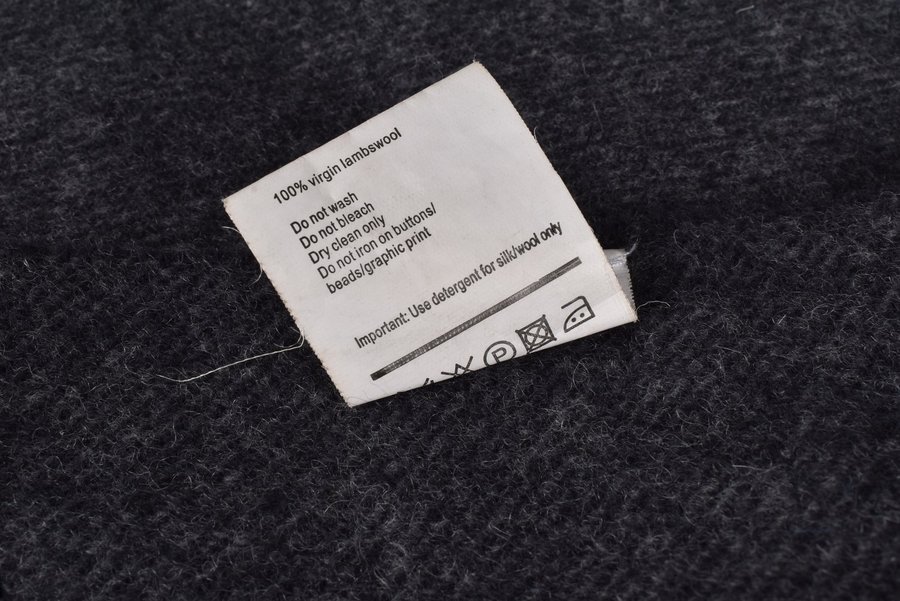 100% virgin lambswool
Do not wash
Do not bleach
Dry clean only
Do not iron on buttons/
beads/graphic print
Important: Use detergent for silk/wool only
P